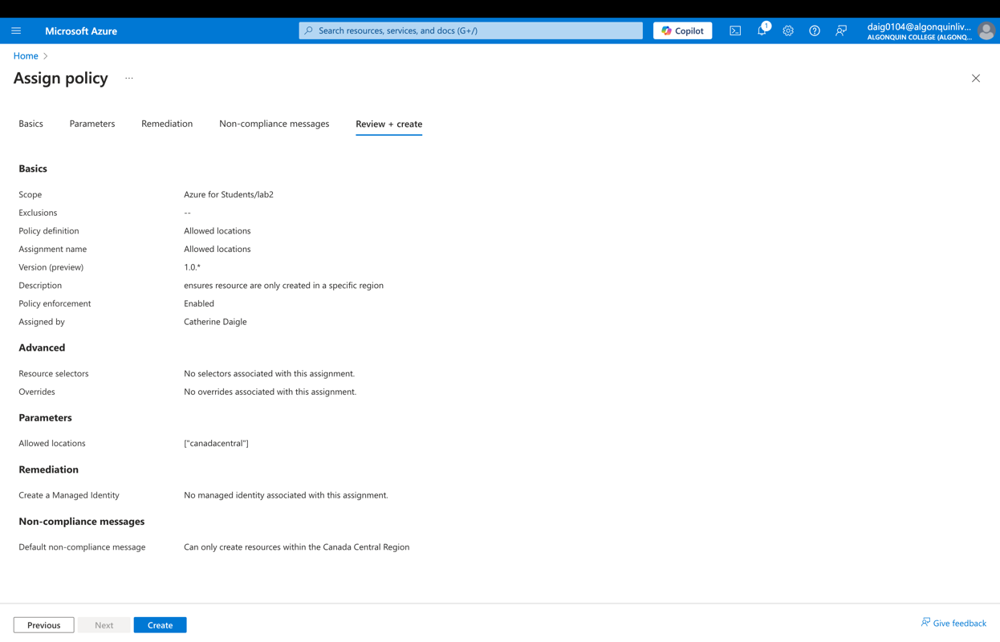 Microsoft Azure
Search resources, services, and docs (G+/)
Copilot
1
daig0104@algonquinliv...
ALGONQUIN COLLEGE (ALGONQ...
Home
Assign policy ...
Basics Parameters Remediation Non-compliance messages Review + create
Basics
Scope Azure for Students/lab2
Exclusions --
Policy definition Allowed locations
Assignment name Allowed locations
Version (preview) 1.0.*
Description ensures resource are only created in a specific region
Policy enforcement Enabled
Assigned by Catherine Daigle
Advanced
Resource selectors No selectors associated with this assignment.
Overrides No overrides associated with this assignment.
Parameters
Allowed locations ["canadacentral"]
Remediation
Create a Managed Identity No managed identity associated with this assignment.
Non-compliance messages
Default non-compliance message Can only create resources within the Canada Central Region
Previous Next Create
Give feedback